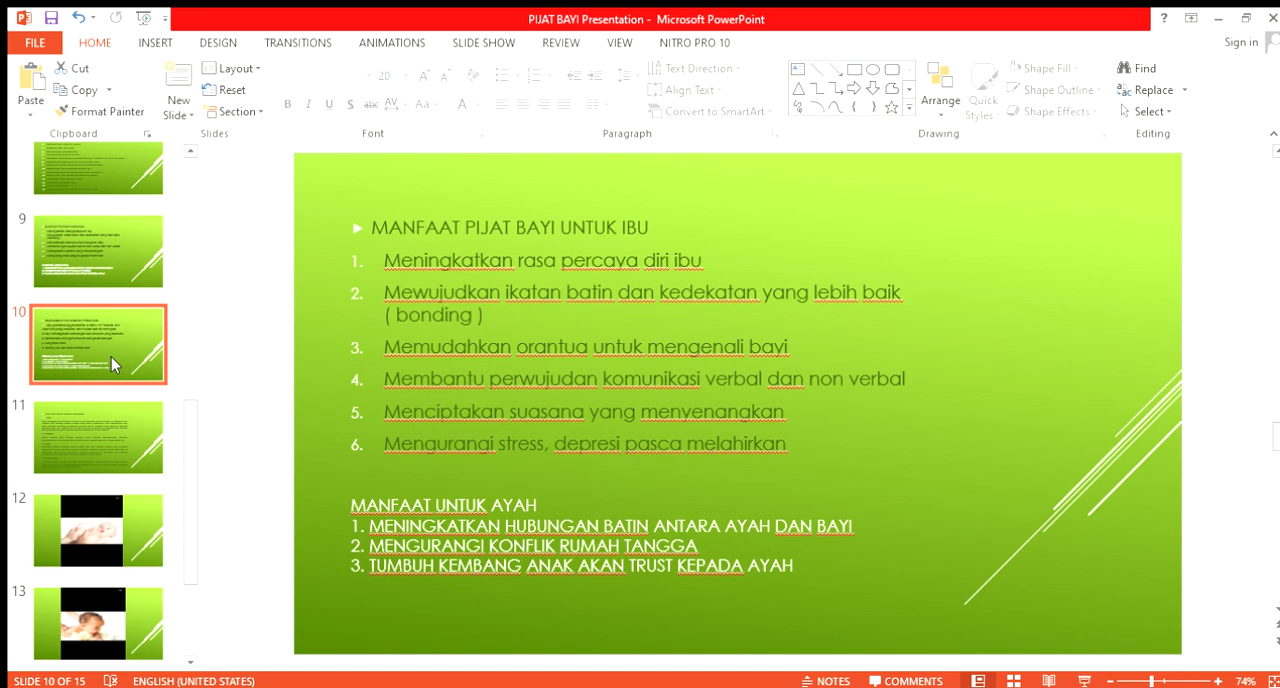 PIJAT BAYI Presentation - Microsoft PowerPoint
?
FILE HOME INSERT DESIGN TRANSITIONS ANIMATIONS SLIDE SHOW REVIEW VIEW NITRO PRO 10 Sign in
Paste
Cut
Copy
Format Painter
Clipboard
New Slide
Layout
Reset
Section
Slides
20
B I U S abc AV Aa A
Font
Text Direction
Align Text
Convert to SmartArt
Paragraph
Arrange
Quick Styles
Shape Fill
Shape Outline
Shape Effects
Drawing
Find
Replace
Select
Editing
9
10
11
12
13
MANFAAT PIJAT BAYI UNTUK IBU
1. Meningkatkan rasa percaya diri ibu
2. Mewujudkan ikatan batin dan kedekatan yang lebih baik
( bonding )
3. Memudahkan orantua untuk mengenali bayi
4. Membantu perwujudan komunikasi verbal dan non verbal
5. Menciptakan suasana yang menyenangkan
6. Mengurangi stress, depresi pasca melahirkan
MANFAAT UNTUK AYAH
1. MENINGKATKAN HUBUNGAN BATIN ANTARA AYAH DAN BAYI
2. MENGURANGI KONFLIK RUMAH TANGGA
3. TUMBUH KEMBANG ANAK AKAN TRUST KEPADA AYAH
SLIDE 10 OF 15 ENGLISH (UNITED STATES) NOTES COMMENTS 74%